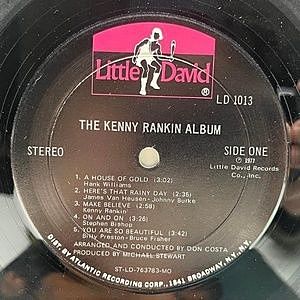 Little David®
LD 1013
THE KENNY RANKIN ALBUM
STEREO
SIDE ONE
℗ 1977
Little David Records
Co., Inc.
1 A HOUSE OF GOLD (3:02)
Hank Williams
2 HERE'S THAT RAINY DAY (2:35)
James Van Heusen-Johnny Burke
3 MAKE BELIEVE (2:58)
Kenny Rankin
4 ON AND ON (3:28)
Stephen Bishop
5 YOU ARE SO BEAUTIFUL (5:52)
Billy Preston-Bruce Fisher
ARRANGED AND CONDUCTED BY DON COSTA
PRODUCED BY MICHAEL STEWART
ST-LD-763783-MO
DIST. BY ATLANTIC RECORDING CORP. 1841 BROADWAY, N.Y., N.Y.